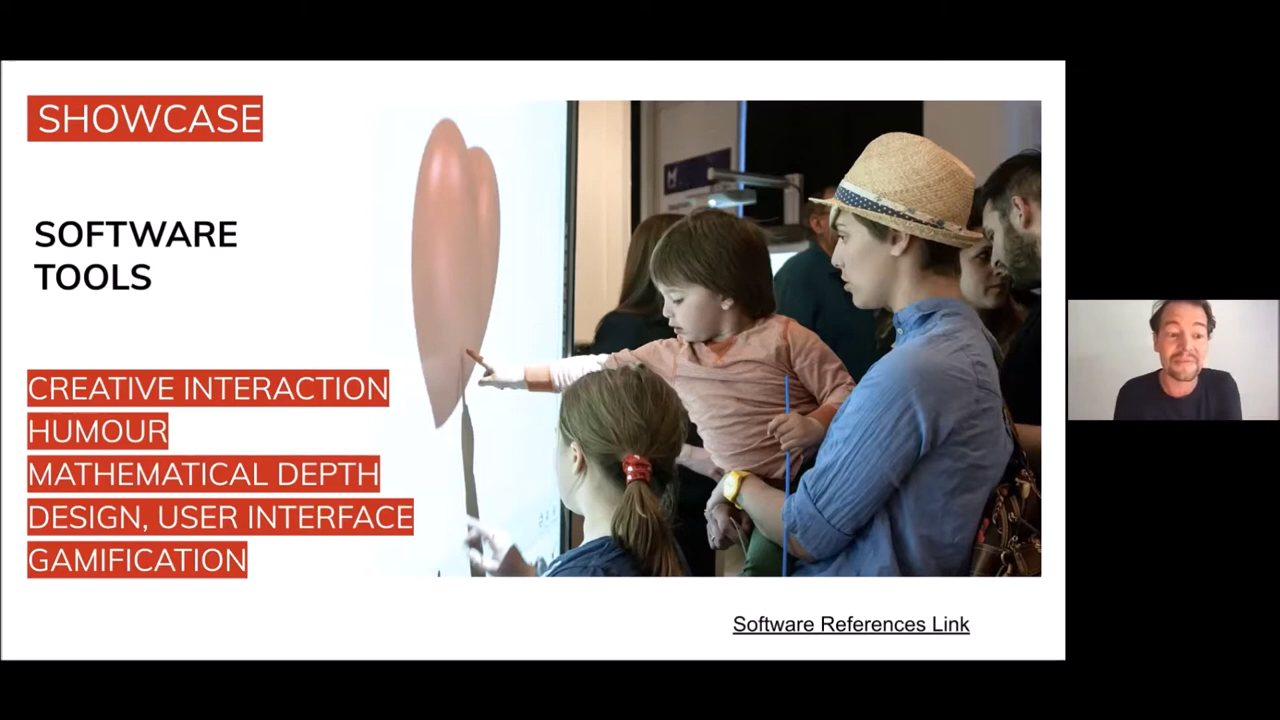 SHOWCASE
SOFTWARE
TOOLS
CREATIVE INTERACTION
HUMOUR
MATHEMATICAL DEPTH
DESIGN, USER INTERFACE
GAMIFICATION
Software References Link